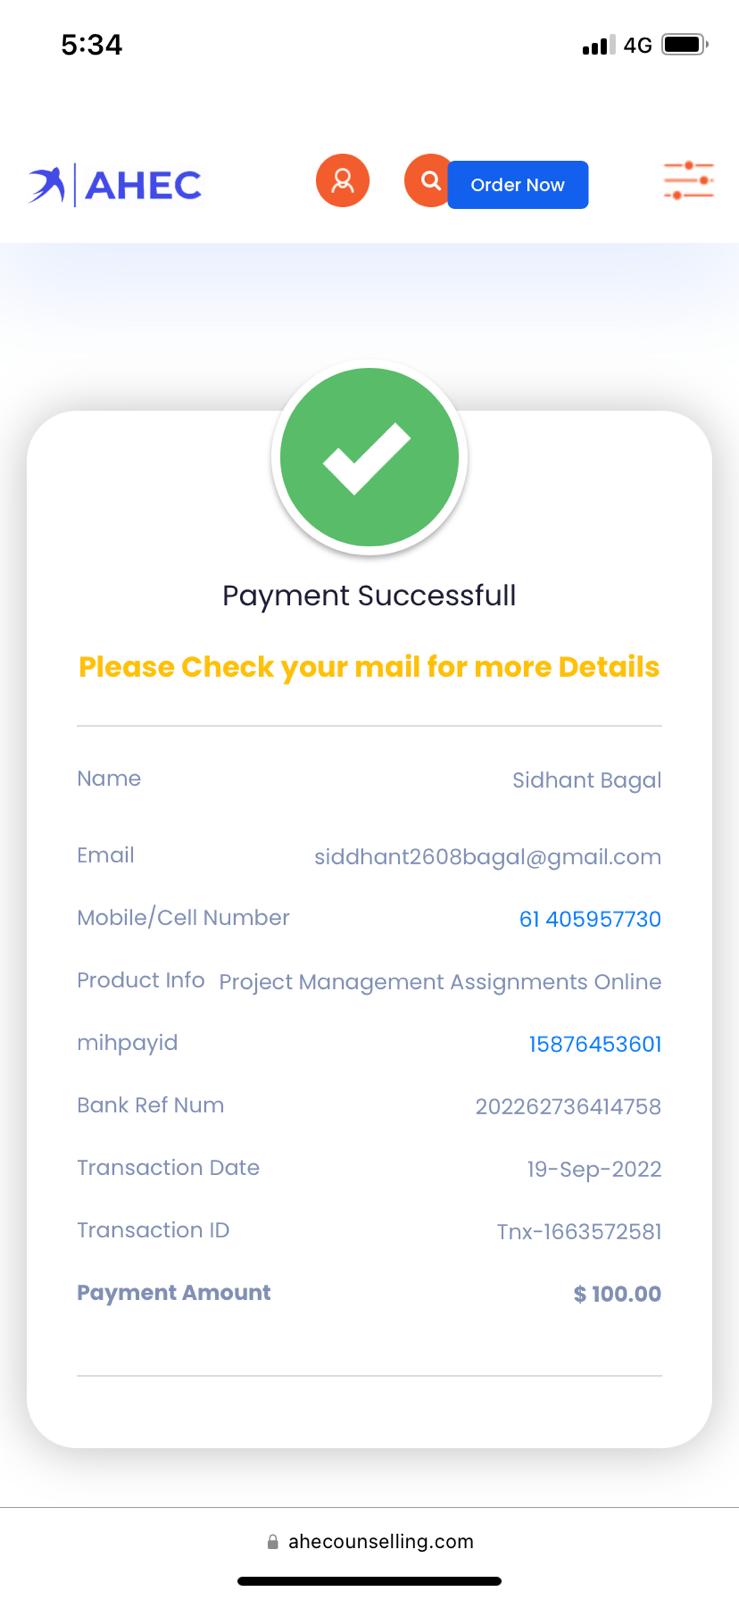 5:34 4G
AHEC Order Now
Payment Successfull
Please Check your mail for more Details
Name Sidhant Bagal
Email siddhant2608bagal@gmail.com
Mobile/Cell Number 61 405957730
Product Info Project Management Assignments Online
mihpayid 15876453601
Bank Ref Num 202262736414758
Transaction Date 19-Sep-2022
Transaction ID Tnx-1663572581
Payment Amount $ 100.00
ahecounselling.com